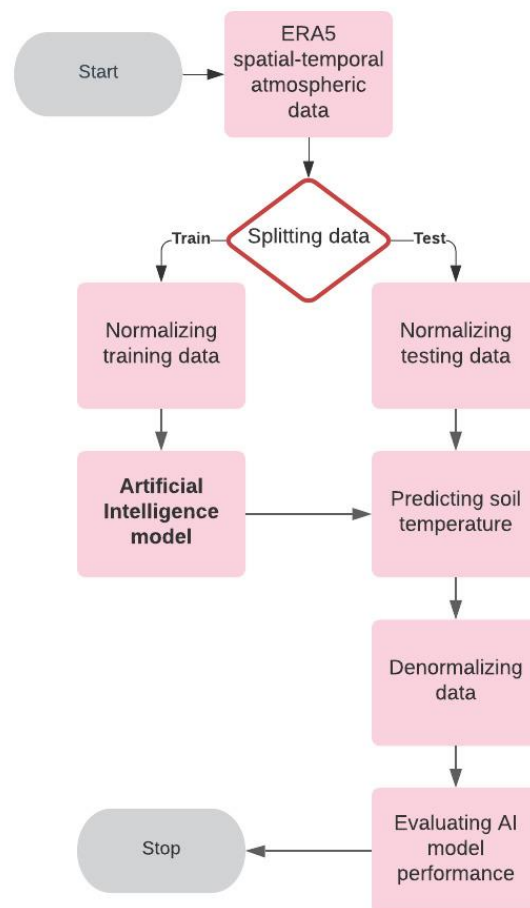 Start
ERA5
spatial-temporal
atmospheric
data
Splitting data
Train
Test
Normalizing
training data
Normalizing
testing data
Artificial
Intelligence
model
Predicting soil
temperature
Denormalizing
data
Evaluating AI
model
performance
Stop